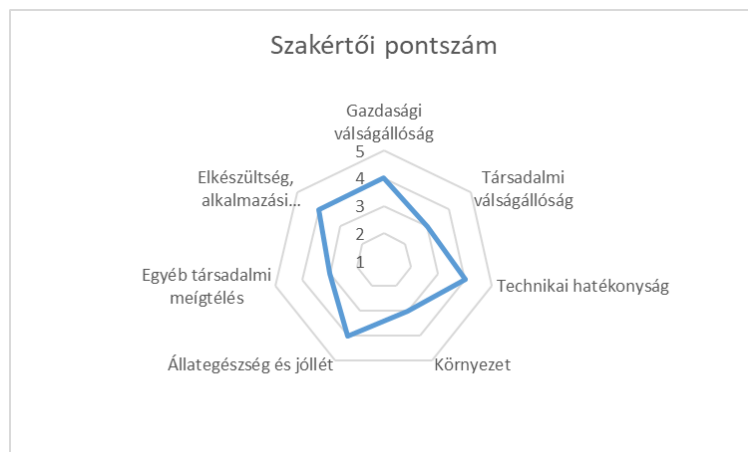 Szakértői pontszám
Gazdasági
válságállóság
Társadalmi
válságállóság
Technikai hatékonyság
Környezet
Állategészség és jóllét
Egyéb társadalmi
meígtélés
Elkészültség,
alkalmazási...
5
4
3
2
1